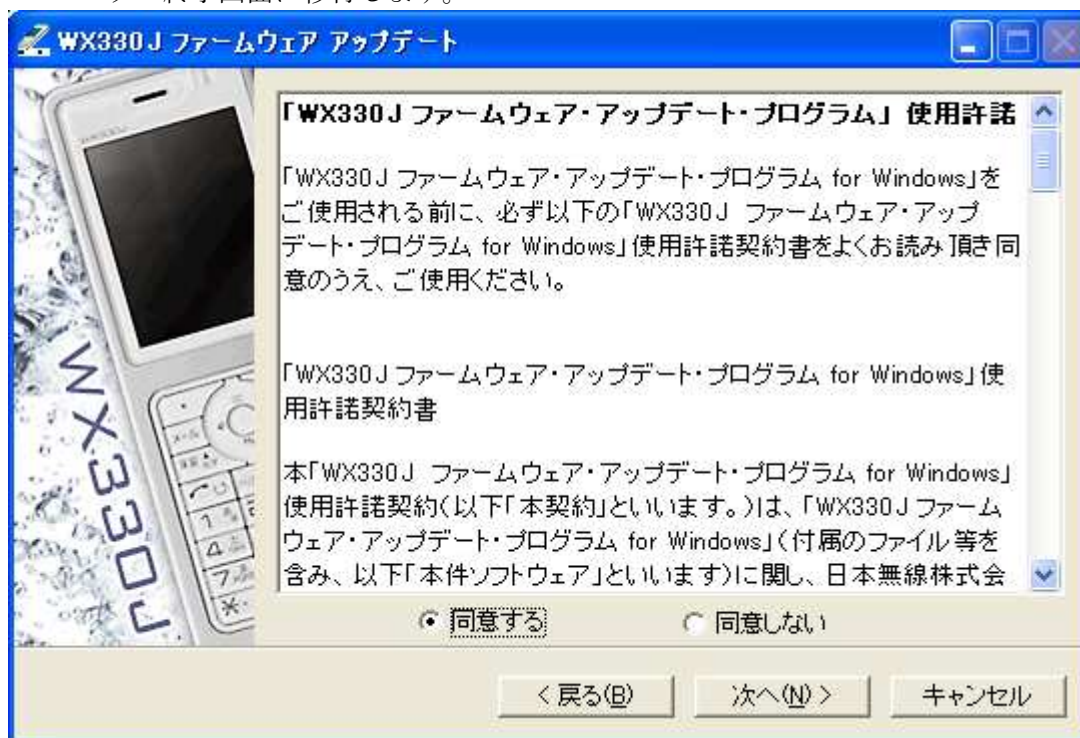 WX330J ファームウェア アップデート
「WX330J ファームウェア・アップデート・プログラム」 使用許諾
「WX330J ファームウェア・アップデート・プログラム for Windows」を
ご使用される前に、必ず以下の「WX330J ファームウェア・アップ
デート・プログラム for Windows」使用許諾契約書をよくお読み頂き同
意のうえ、ご使用ください。
「WX330J ファームウェア・アップデート・プログラム for Windows」使
用許諾契約書
本「WX330J ファームウェア・アップデート・プログラム for Windows」
使用許諾契約(以下「本契約」といいます。)は、「WX330J ファーム
ウェア・アップデート・プログラム for Windows」(付属のファイル等を
含み、以下「本件ソフトウェア」といいます)に関し、日本無線株式会
WX330J
同意する
同意しない
< 戻る(B)
次へ(N) >
キャンセル